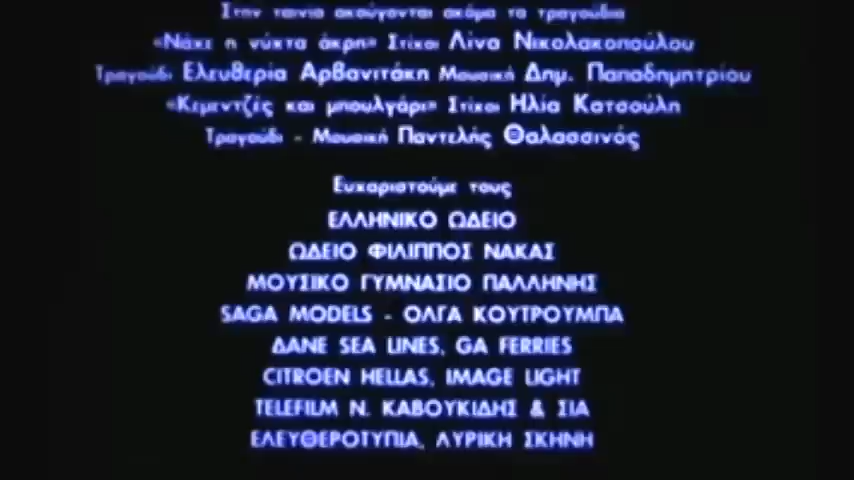 Στην ταινία ακούγονται ακόμα τα τραγούδια
«Νάχε η νύχτα άκρη» Στίχοι Λίνα Νικολακοπούλου
Τραγούδι Ελευθερία Αρβανιτάκη Μουσική Δημ. Παπαδημητρίου
«Κεμεντζές και μπουλγάρι» Στίχοι Ηλία Κατσούλη
Τραγούδι - Μουσική Παντελής Θαλασσινός
Ευχαριστούμε τους
ΕΛΛΗΝΙΚΟ ΩΔΕΙΟ
ΩΔΕΙΟ ΦΙΛΙΠΠΟΣ ΝΑΚΑΣ
ΜΟΥΣΙΚΟ ΓΥΜΝΑΣΙΟ ΠΑΛΛΗΝΗΣ
SAGA MODELS - ΟΛΓΑ ΚΟΥΤΡΟΥΜΠΑ
ΔΑΝΕ SEA LINES, GA FERRIES
CITROEN HELLAS, IMAGE LIGHT
TELEFILM Ν. ΚΑΒΟΥΚΙΔΗΣ & ΣΙΑ
ΕΛΕΥΘΕΡΟΤΥΠΙΑ, ΛΥΡΙΚΗ ΣΚΗΝΗ